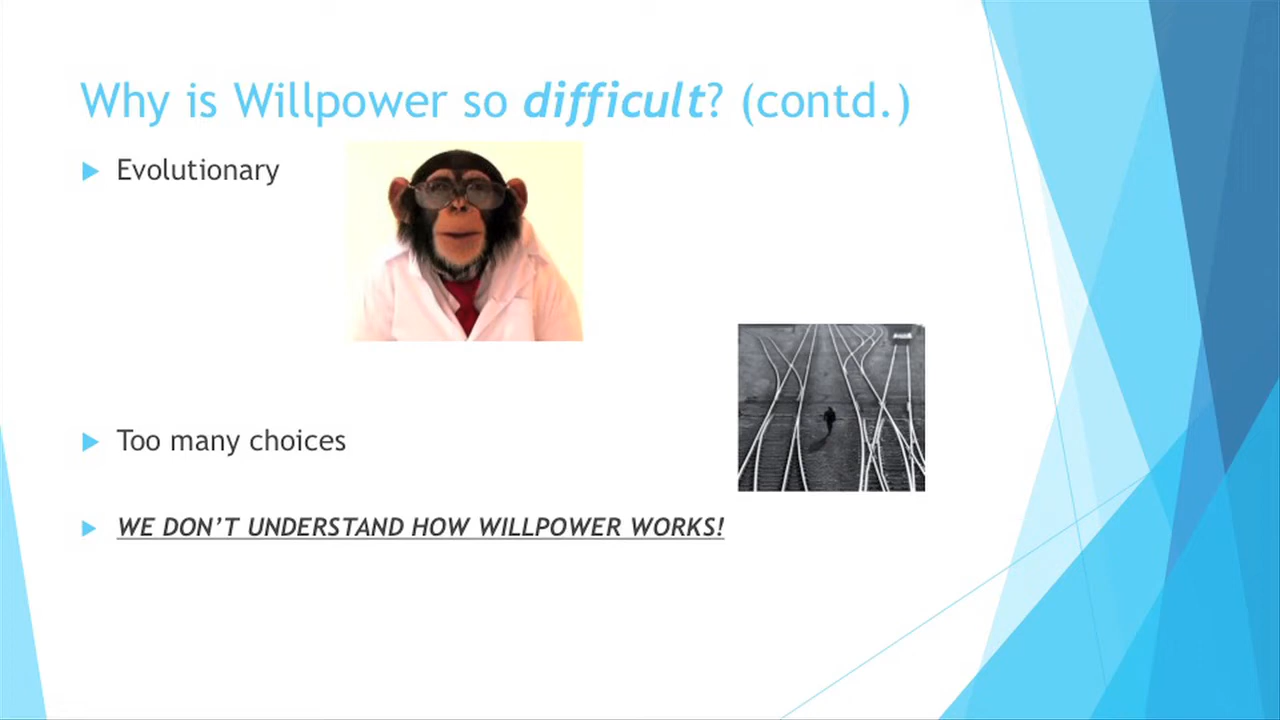 Why is Willpower so difficult? (contd.)
Evolutionary
Too many choices
WE DON’T UNDERSTAND HOW WILLPOWER WORKS!